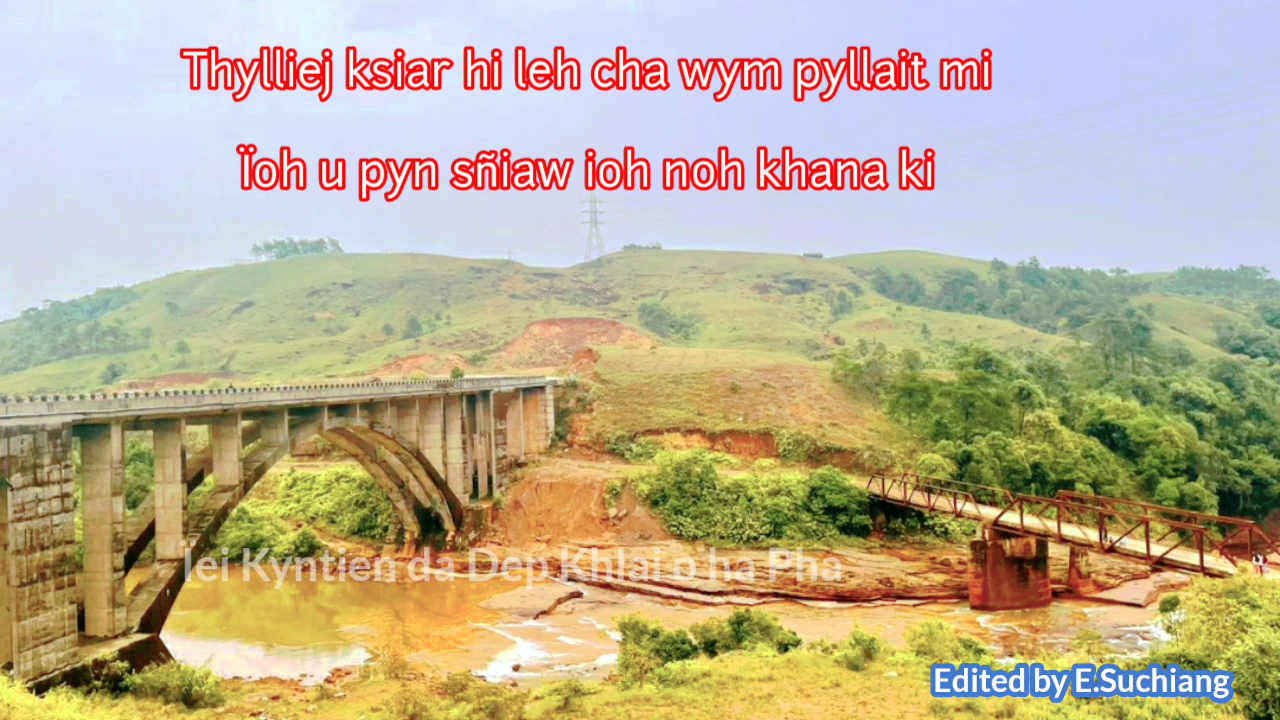 Thylliej ksiar hi leh cha wym pyllait mi
Ïoh u pyn sñiaw ioh noh khana ki
lei Kyntien da Dep Khlai o ha Pha
Edited by E.Suchiang